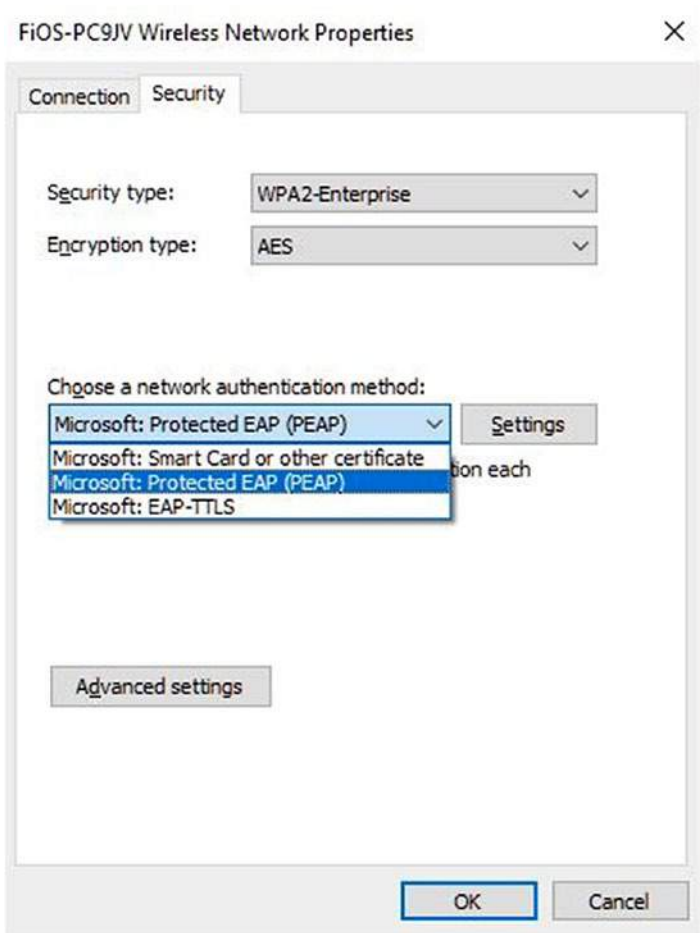 FiOS-PC9JV Wireless Network Properties
Connection Security
Security type: WPA2-Enterprise
Encryption type: AES
Choose a network authentication method:
Microsoft: Protected EAP (PEAP) Settings
Microsoft: Smart Card or other certificate
tion each
Microsoft: Protected EAP (PEAP)
Microsoft: EAP-TTLS
Advanced settings
OK Cancel